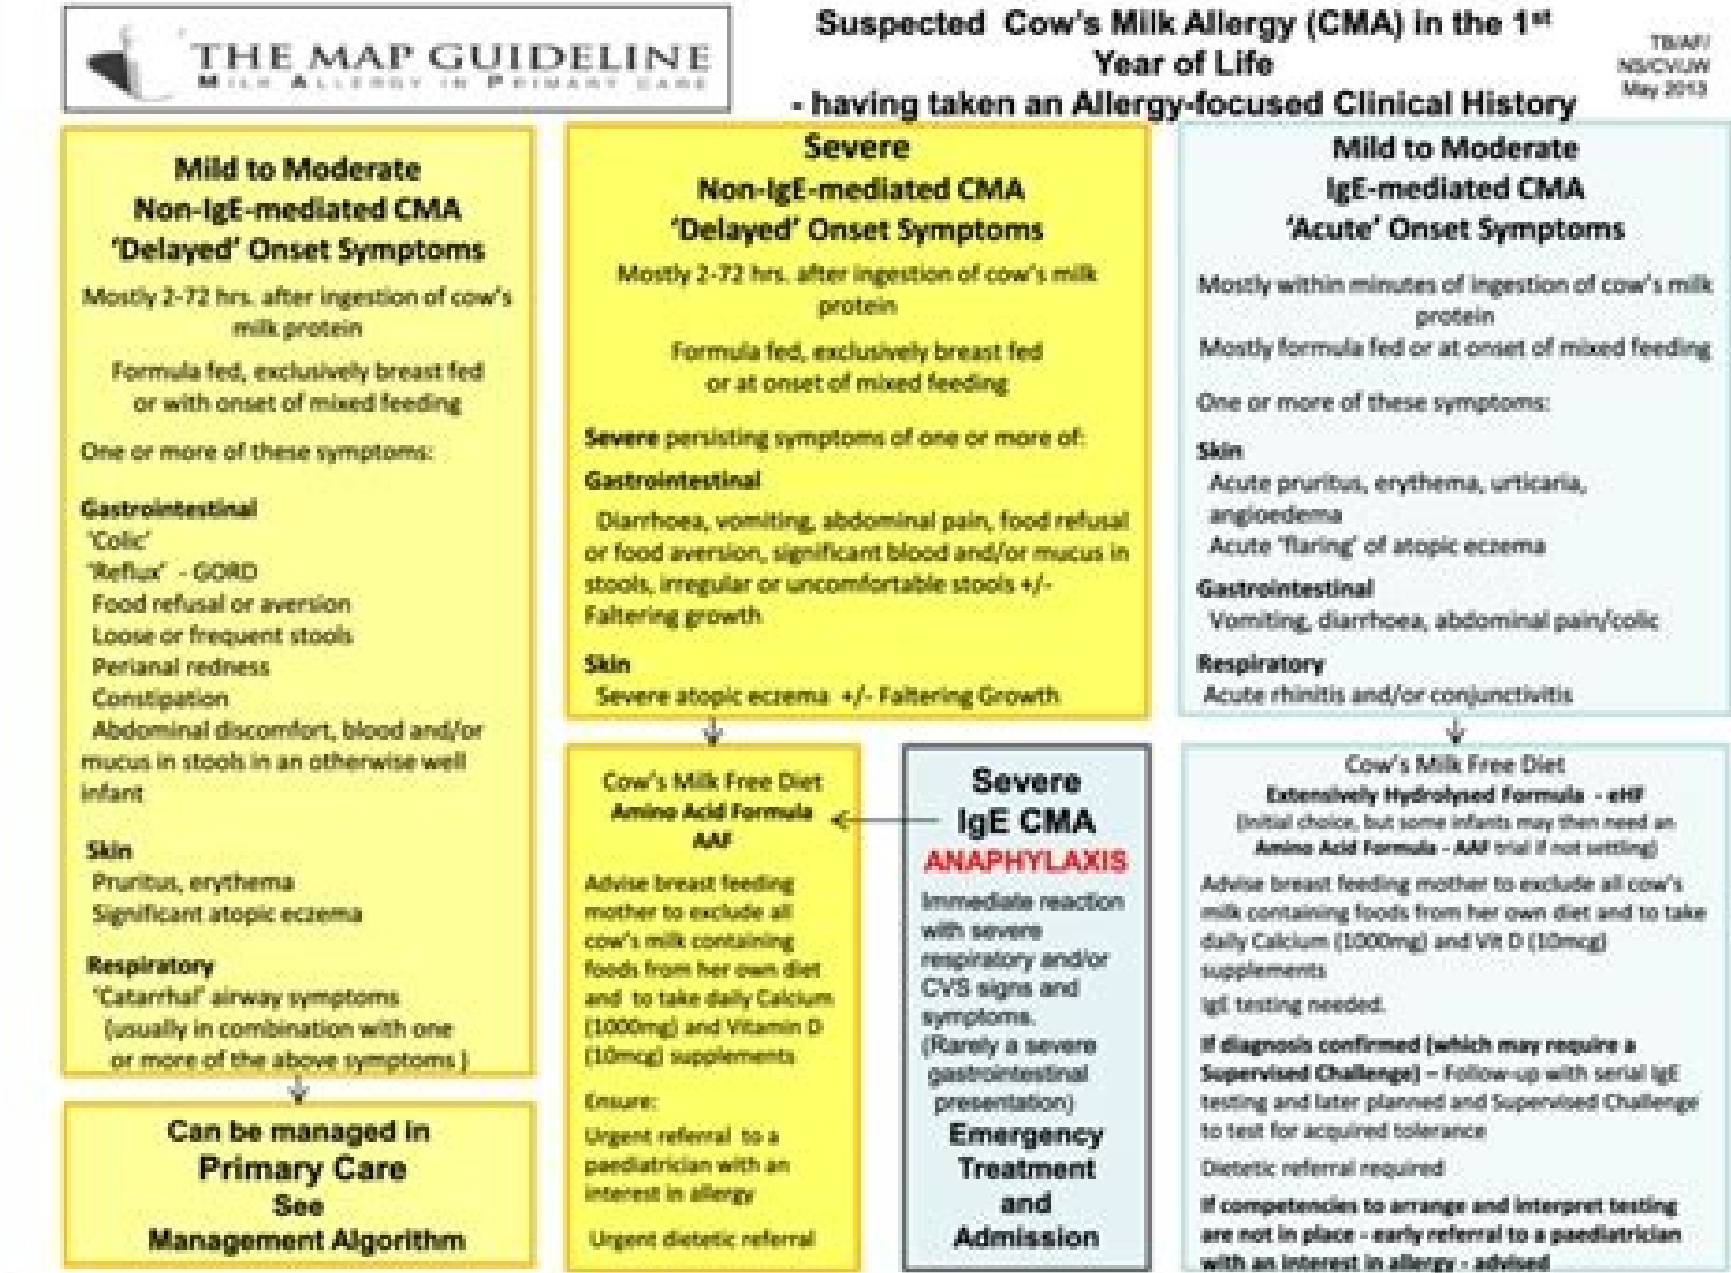 THE MAP GUIDELINE
MILK ALLERGY IN PRIMARY CARE
Suspected Cow's Milk Allergy (CMA) in the 1st
Year of Life
- having taken an Allergy-focused Clinical History
TB/AF/
NS/CV/JW
May 2013
Mild to Moderate
Non-IgE-mediated CMA
'Delayed' Onset Symptoms
Mostly 2-72 hrs. after ingestion of cow's
milk protein
Formula fed, exclusively breast fed
or with onset of mixed feeding
One or more of these symptoms:
Gastrointestinal
'Colic'
'Reflux' - GORD
Food refusal or aversion
Loose or frequent stools
Perianal redness
Constipation
Abdominal discomfort, blood and/or
mucus in stools in an otherwise well
infant
Skin
Pruritus, erythema
Significant atopic eczema
Respiratory
'Catarrhal' airway symptoms
(usually in combination with one
or more of the above symptoms )
Can be managed in
Primary Care
See
Management Algorithm
Severe
Non-IgE-mediated CMA
'Delayed' Onset Symptoms
Mostly 2-72 hrs. after ingestion of cow's milk
protein
Formula fed, exclusively breast fed
or at onset of mixed feeding
Severe persisting symptoms of one or more of:
Gastrointestinal
Diarrhoea, vomiting, abdominal pain, food refusal
or food aversion, significant blood and/or mucus in
stools, irregular or uncomfortable stools +/-
Faltering growth
Skin
Severe atopic eczema +/- Faltering Growth
Cow's Milk Free Diet
Amino Acid Formula
AAF
Advise breast feeding
mother to exclude all
cow's milk containing
foods from her own diet
and to take daily Calcium
(1000mg) and Vitamin D
(10mcg) supplements
Ensure:
Urgent referral to a
paediatrician with an
interest in allergy
Urgent dietetic referral
Severe
IgE CMA
ANAPHYLAXIS
Immediate reaction
with severe
respiratory and/or
CVS signs and
symptoms.
(Rarely a severe
gastrointestinal
presentation)
Emergency
Treatment
and
Admission
Mild to Moderate
IgE-mediated CMA
'Acute' Onset Symptoms
Mostly within minutes of ingestion of cow's milk
protein
Mostly formula fed or at onset of mixed feeding
One or more of these symptoms:
Skin
Acute pruritus, erythema, urticaria,
angioedema
Acute 'flaring' of atopic eczema
Gastrointestinal
Vomiting, diarrhoea, abdominal pain/colic
Respiratory
Acute rhinitis and/or conjunctivitis
Cow's Milk Free Diet
Extensively Hydrolysed Formula - eHF
(Initial choice, but some infants may then need an
Amino Acid Formula - AAF trial if not settling)
Advise breast feeding mother to exclude all cow's
milk containing foods from her own diet and to take
daily Calcium (1000mg) and Vit D (10mcg)
supplements
IgE testing needed.
If diagnosis confirmed (which may require a
Supervised Challenge) – Follow-up with serial IgE
testing and later planned and Supervised Challenge
to test for acquired tolerance
Dietetic referral required
If competencies to arrange and interpret testing
are not in place - early referral to a paediatrician
with an interest in allergy - advised